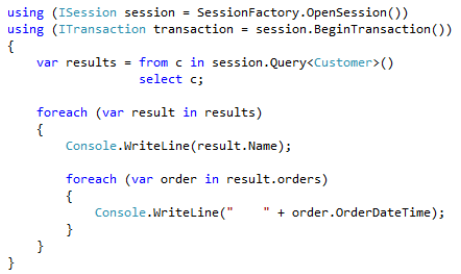 using (ISession session = SessionFactory.OpenSession())
using (ITransaction transaction = session.BeginTransaction())
{
    var results = from c in session.Query<Customer>()
                  select c;

    foreach (var result in results)
    {
        Console.WriteLine(result.Name);

        foreach (var order in result.orders)
        {
            Console.WriteLine("    " + order.OrderDateTime);
        }
    }
}